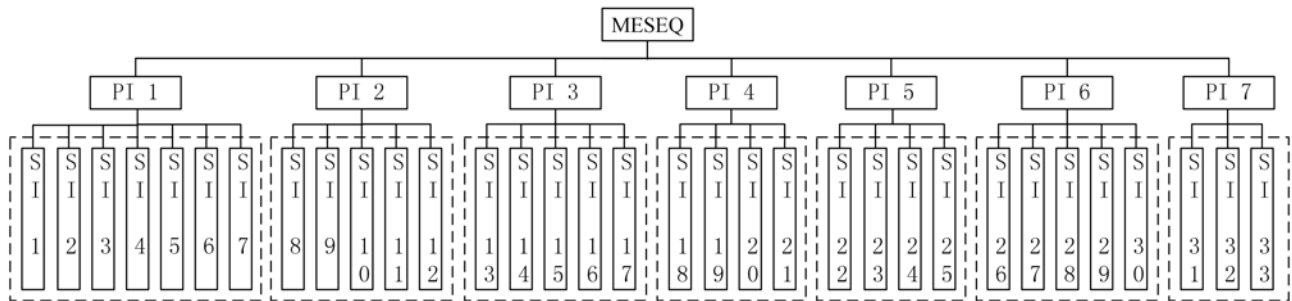 MESEQ
PI 1 PI 2 PI 3 PI 4 PI 5 PI 6 PI 7
SI 1 SI 2 SI 3 SI 4 SI 5 SI 6 SI 7 SI 8 SI 9 SI 10 SI 11 SI 12 SI 13 SI 14 SI 15 SI 16 SI 17 SI 18 SI 19 SI 20 SI 21 SI 22 SI 23 SI 24 SI 25 SI 26 SI 27 SI 28 SI 29 SI 30 SI 31 SI 32 SI 33